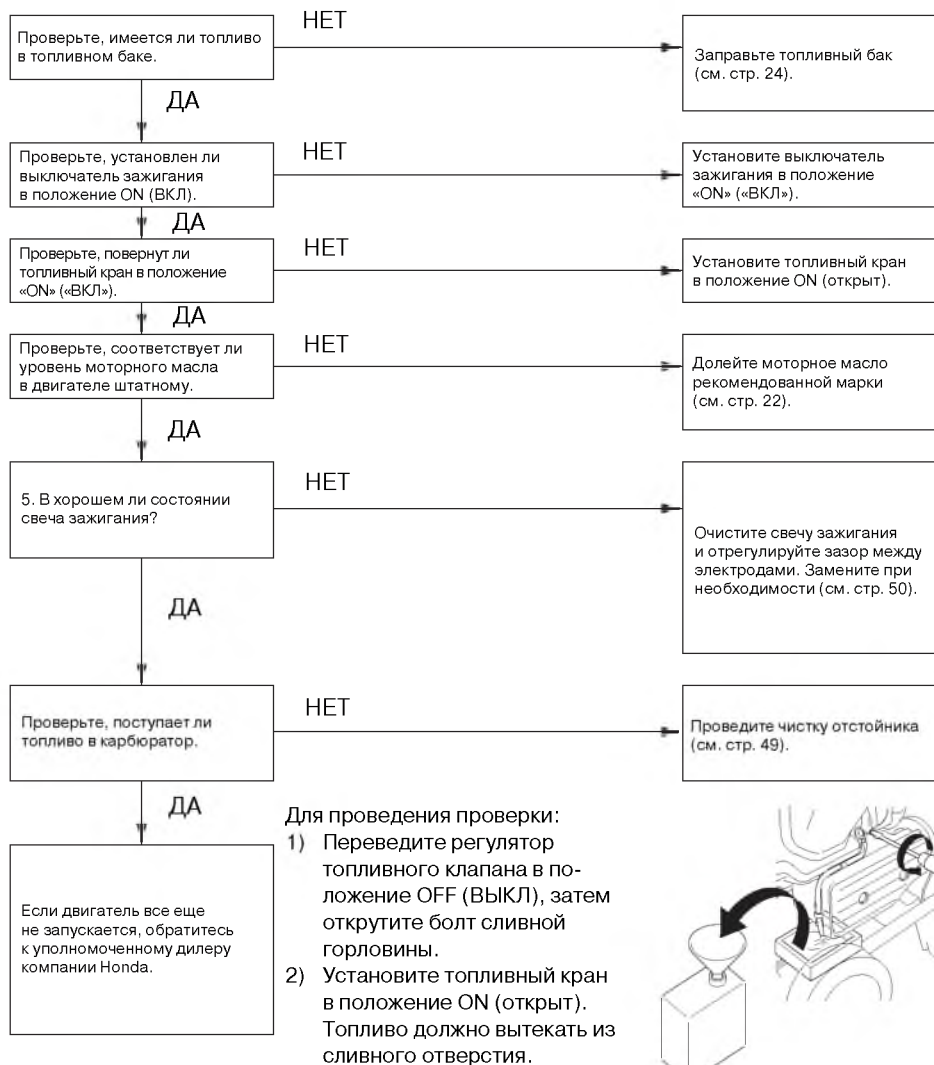 Проверьте, имеется ли топливо
в топливном баке.
НЕТ
Заправьте топливный бак
(см. стр. 24).
ДА
Проверьте, установлен ли
выключатель зажигания
в положение ON (ВКЛ).
НЕТ
Установите выключатель
зажигания в положение
«ON» («ВКЛ»).
ДА
Проверьте, повернут ли
топливный кран в положение
«ON» («ВКЛ»).
НЕТ
Установите топливный кран
в положение ON (открыт).
ДА
Проверьте, соответствует ли
уровень моторного масла
в двигателе штатному.
НЕТ
Долейте моторное масло
рекомендованной марки
(см. стр. 22).
ДА
5. В хорошем ли состоянии
свеча зажигания?
НЕТ
Очистите свечу зажигания
и отрегулируйте зазор между
электродами. Замените при
необходимости (см. стр. 50).
ДА
Проверьте, поступает ли
топливо в карбюратор.
НЕТ
Проведите чистку отстойника
(см. стр. 49).
ДА
Если двигатель все еще
не запускается, обратитесь
к уполномоченному дилеру
компании Honda.
Для проведения проверки:
1) Переведите регулятор
топливного клапана в по-
ложение OFF (ВЫКЛ), затем
открутите болт сливной
горловины.
2) Установите топливный кран
в положение ON (открыт).
Топливо должно вытекать из
сливного отверстия.